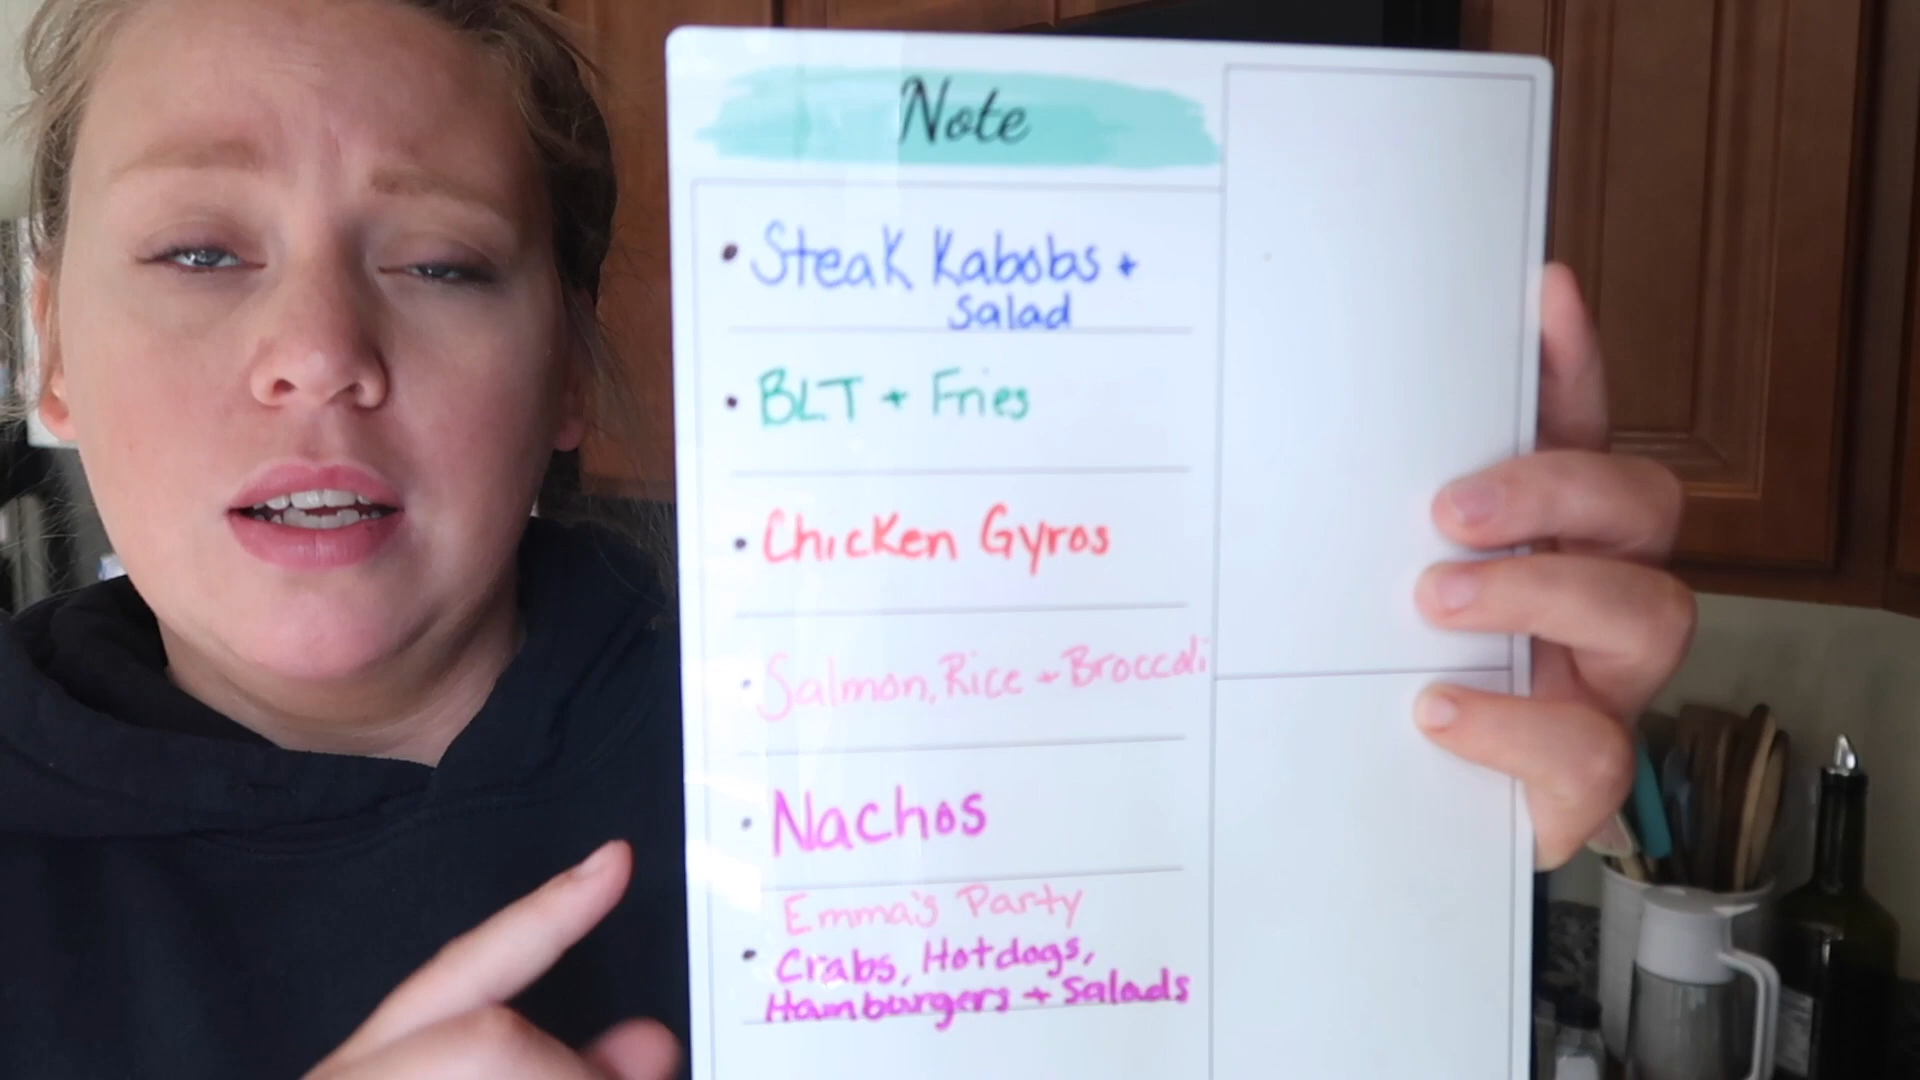 Note
• Steak Kabobs +
Salad
• BLT + Fries
• Chicken Gyros
• Salmon, Rice + Broccoli
• Nachos
Emma's Party
• Crabs, Hotdogs,
Hamburgers + Salads